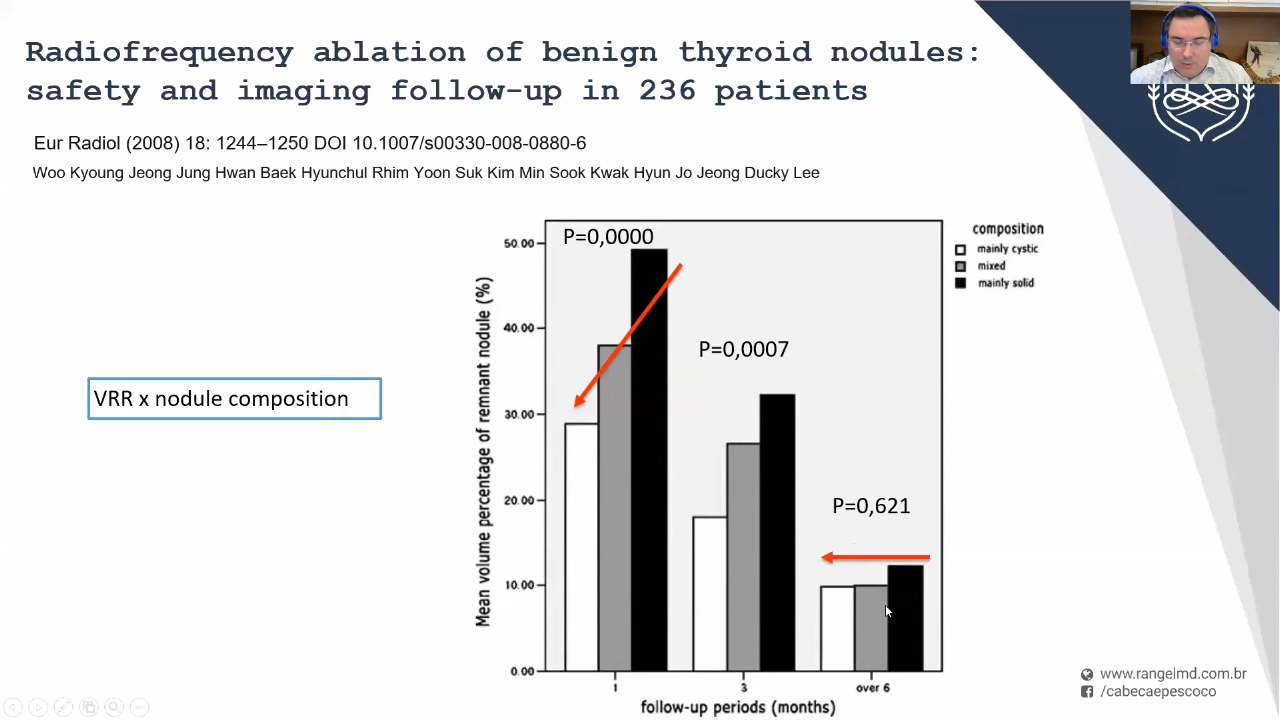 Radiofrequency ablation of benign thyroid nodules:
safety and imaging follow-up in 236 patients
Eur Radiol (2008) 18: 1244–1250 DOI 10.1007/s00330-008-0880-6
Woo Kyoung Jeong Jung Hwan Baek Hyunchul Rhim Yoon Suk Kim Min Sook Kwak Hyun Jo Jeong Ducky Lee
VRR x nodule composition
P=0,0000
P=0,0007
P=0,621
composition
mainly cystic
mixed
mainly solid
Mean volume percentage of remnant nodule (%)
50.00
40.00
30.00
20.00
10.00
0.00
1
3
over 6
follow-up periods (months)
www.rangelmd.com.br
/cabecaepescoco